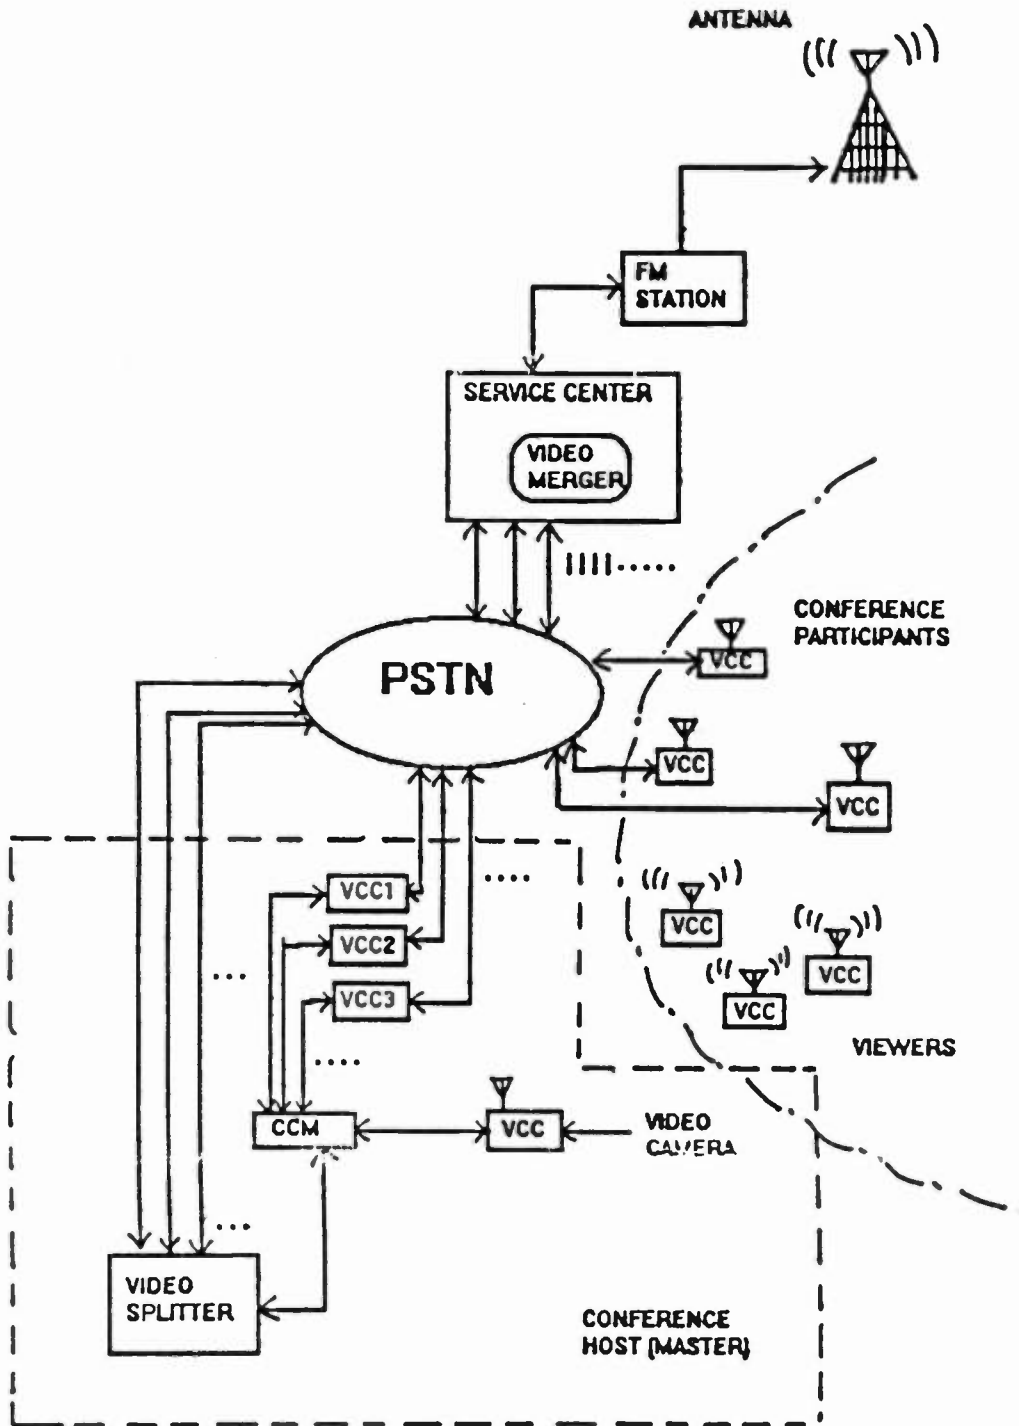 ANTENNA
FM
STATION
SERVICE CENTER
VIDEO
MERGER
CONFERENCE
PARTICIPANTS
VCC
PSTN
VCC
VCC
VCC1
VCC
VCC2
VCC
VCC3
VCC
VIEWERS
CCM
VCC
VIDEO
CAMERA
VIDEO
SPLITTER
CONFERENCE
HOST (MASTER)